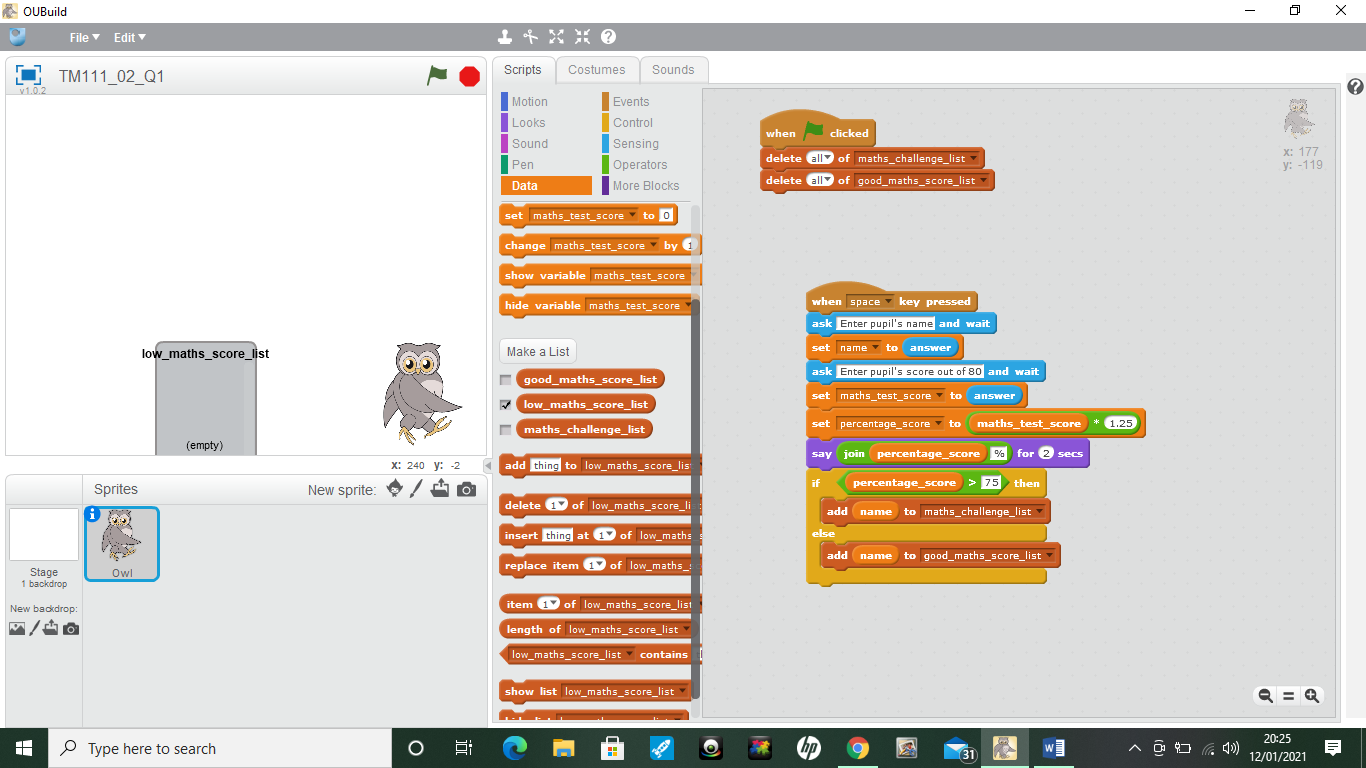 OUBuild
File Edit
v1.0.2
TM111_02_Q1
low_maths_score_list
(empty)
x: 240 y: -2
Sprites New sprite:
Stage
1 backdrop
New backdrop:
Owl
Scripts Costumes Sounds
Motion Events
Looks Control
Sound Sensing
Pen Operators
Data More Blocks
set maths_test_score to 0
change maths_test_score by 1
show variable maths_test_score
hide variable maths_test_score
Make a List
good_maths_score_list
low_maths_score_list
maths_challenge_list
add thing to low_maths_score_list
delete 1 of low_maths_score_list
insert thing at 1 of low_maths_s
replace item 1 of low_maths_s
item 1 of low_maths_score_list
length of low_maths_score_list
low_maths_score_list contains
show list low_maths_score_list
when clicked
delete all of maths_challenge_list
delete all of good_maths_score_list
x: 177
y: -119
when space key pressed
ask Enter pupil's name and wait
set name to answer
ask Enter pupil's score out of 80 and wait
set maths_test_score to answer
set percentage_score to maths_test_score * 1.25
say join percentage_score % for 2 secs
if percentage_score > 75 then
add name to maths_challenge_list
else
add name to good_maths_score_list
Type here to search
31
20:25
12/01/2021